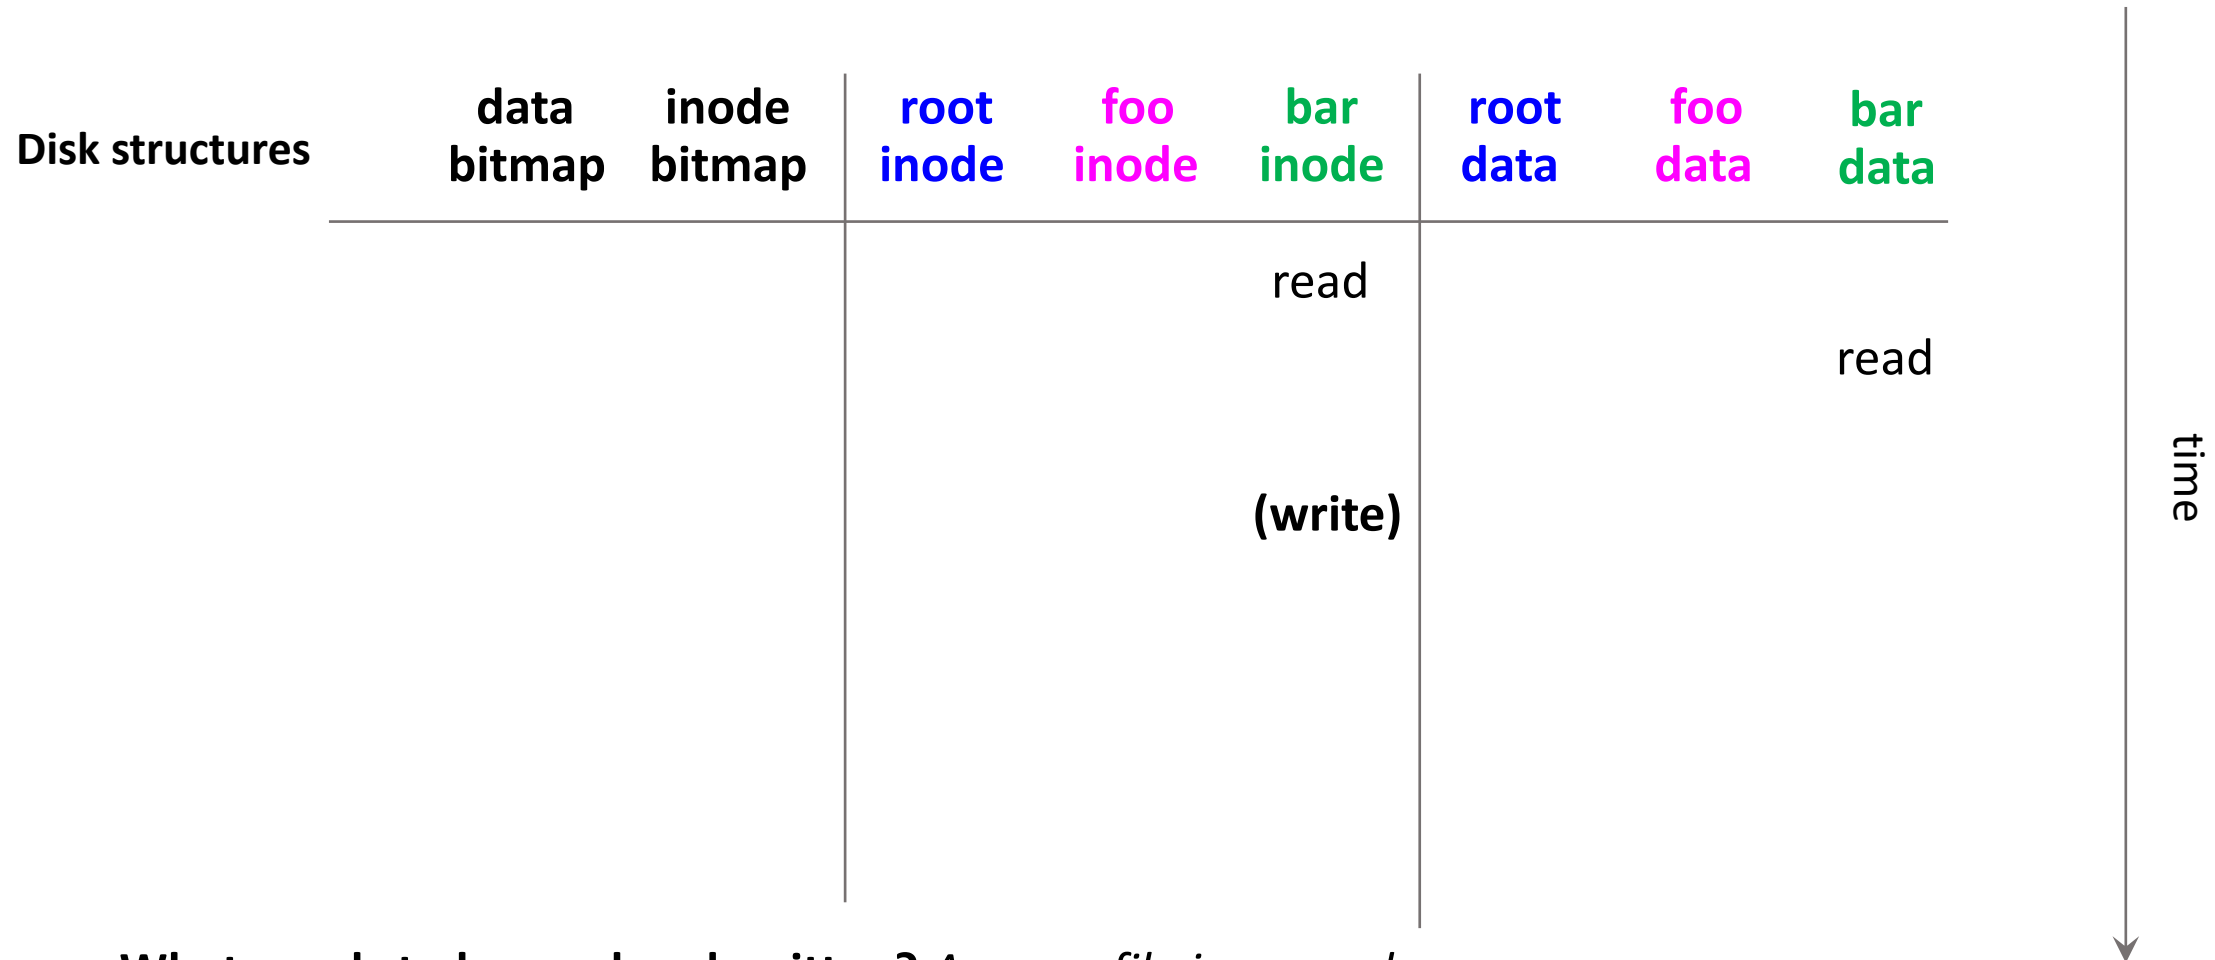 data inode root foo bar root foo bar
Disk structures bitmap bitmap inode inode inode data data data
read
read
time
(write)